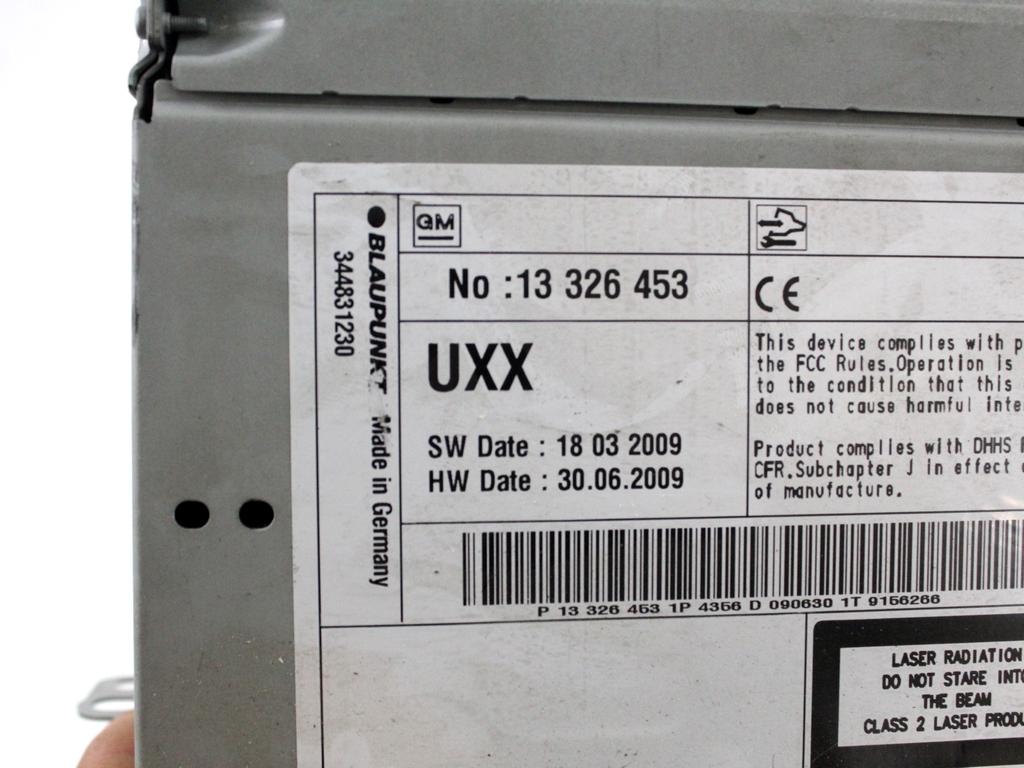 BLAUPUNKT Made in Germany
344831230
GM
No :13 326 453
UXX
SW Date : 18 03 2009
HW Date : 30.06.2009
CE
This device complies with
the FCC Rules.Operation is
to the condition that this
does not cause harmful
Product complies with DHHS
CFR.Subchapter J in effect
of manufacture.
P 13 326 453 1P 4356 D 090630 1T 9156266
LASER RADIATION
DO NOT STARE INTO
THE BEAM
CLASS 2 LASER